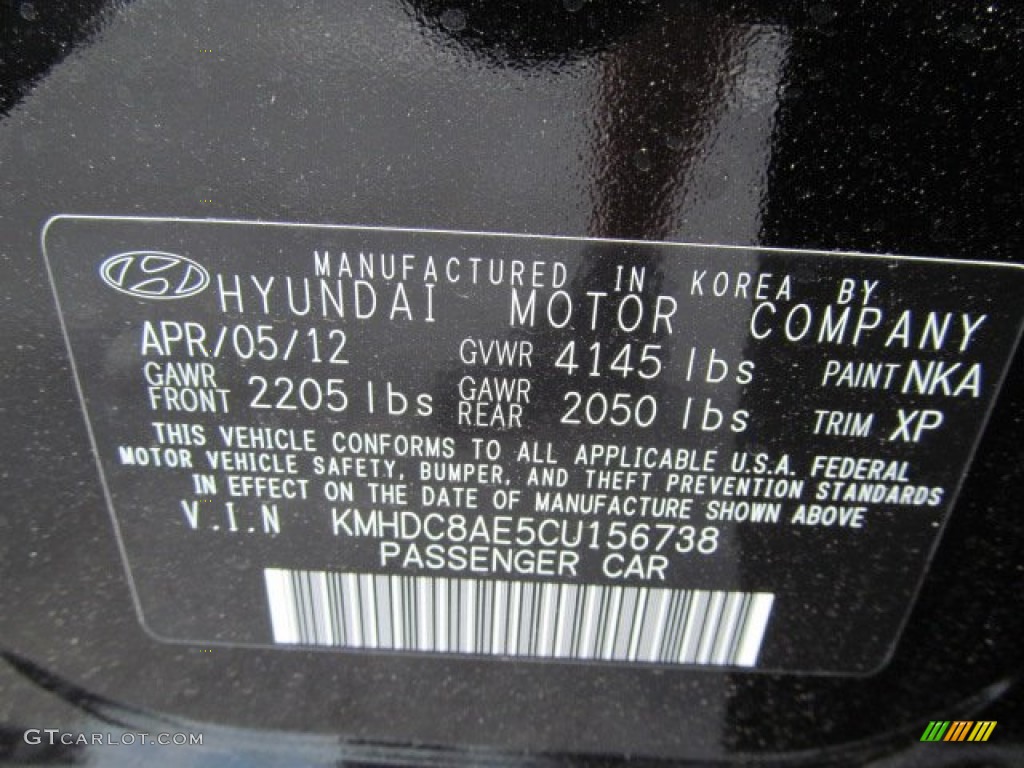 MANUFACTURED IN KOREA BY
HYUNDAI MOTOR COMPANY
APR/05/12 GVWR 4145 lbs PAINT NKA
GAWR FRONT 2205 lbs GAWR REAR 2050 lbs TRIM XP
THIS VEHICLE CONFORMS TO ALL APPLICABLE U.S.A. FEDERAL
MOTOR VEHICLE SAFETY, BUMPER, AND THEFT PREVENTION STANDARDS
IN EFFECT ON THE DATE OF MANUFACTURE SHOWN ABOVE
V.I.N KMHDC8AE5CU156738
PASSENGER CAR
GTCARLOT.COM